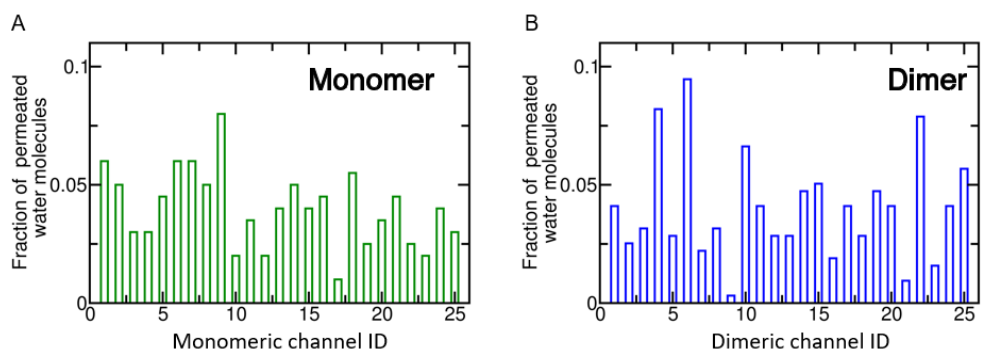 A
Fraction of permeated
water molecules
0.1
0.05
0
Monomer
0 5 10 15 20 25
Monomeric channel ID
B
Fraction of permeated
water molecules
0.1
0.05
0
Dimer
0 5 10 15 20 25
Dimeric channel ID